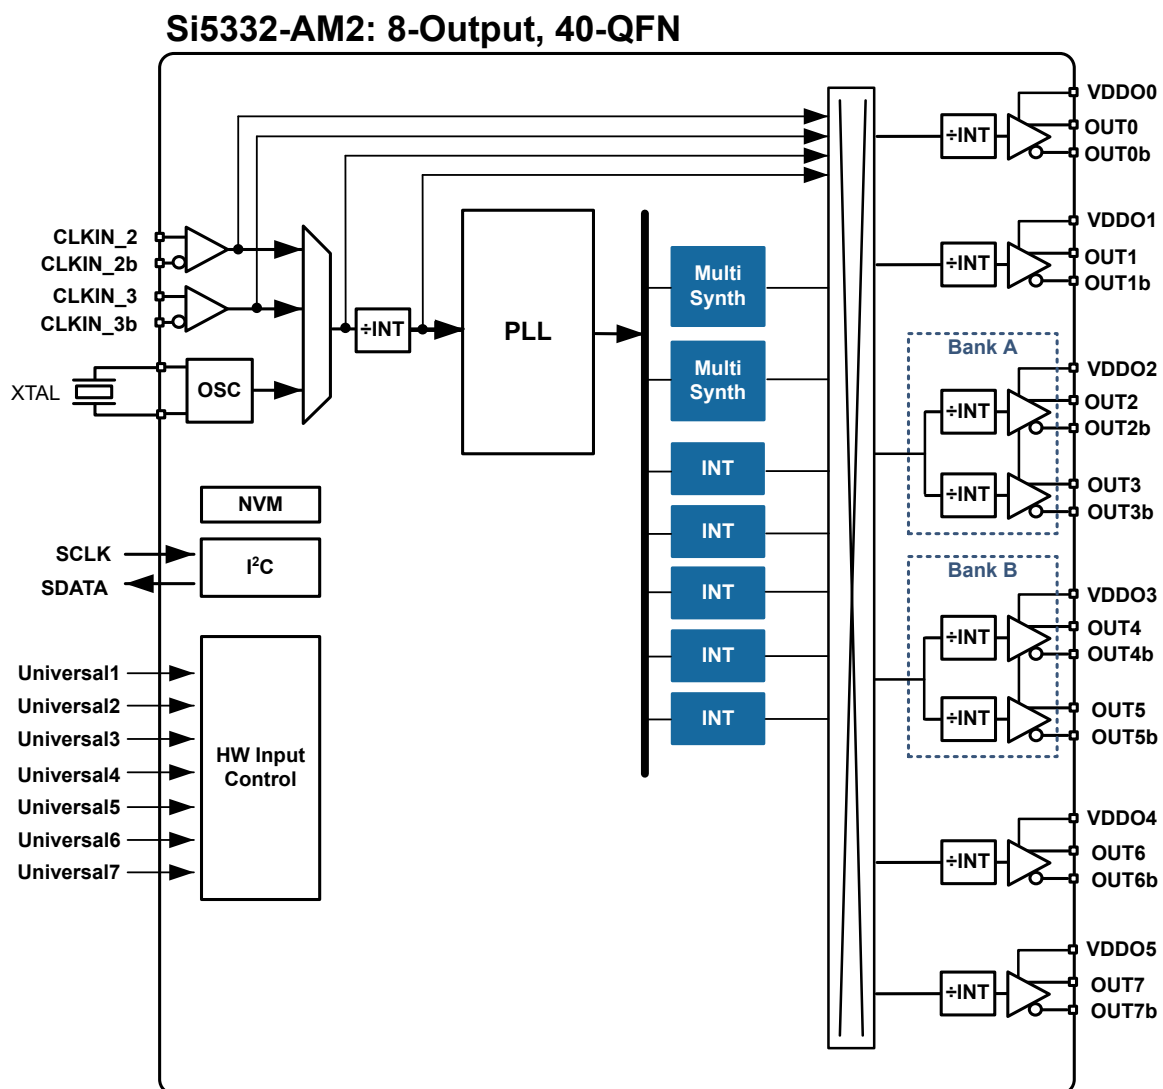 Si5332-AM2: 8-Output, 40-QFN
VDDO0
OUT0
÷INT
OUT0b
VDDO1
CLKIN_2
OUT1
CLKIN_2b
÷INT
OUT1b
CLKIN_3
CLKIN_3b
÷INT
PLL
Multi
Synth
Bank A
VDDO2
XTAL
OSC
Multi
Synth
÷INT
OUT2
OUT2b
INT
÷INT
OUT3
OUT3b
NVM
INT
SCLK
SDATA
I²C
INT
Bank B
VDDO3
÷INT
OUT4
OUT4b
INT
INT
÷INT
OUT5
OUT5b
Universal1
Universal2
Universal3
Universal4
Universal5
Universal6
Universal7
HW Input
Control
VDDO4
÷INT
OUT6
OUT6b
VDDO5
÷INT
OUT7
OUT7b